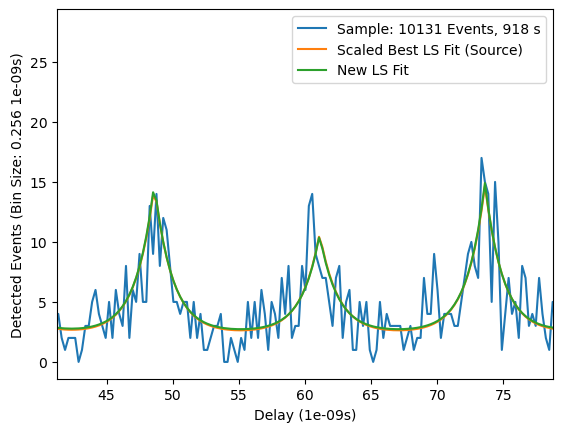 Sample: 10131 Events, 918 s
Scaled Best LS Fit (Source)
New LS Fit
Detected Events (Bin Size: 0.256 1e-09s)
25
20
15
10
5
0
45 50 55 60 65 70 75
Delay (1e-09s)